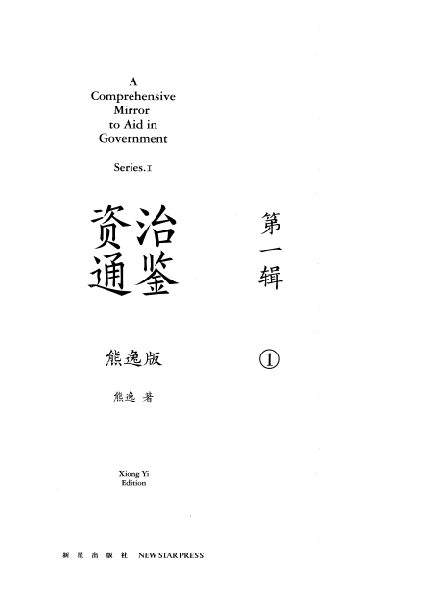 A
Comprehensive
Mirror
to Aid in
Government
Series.I
资治
通鉴
第一辑
熊逸版
①
熊逸 著
Xiong Yi
Edition
新星出版社 NEW STAR PRESS